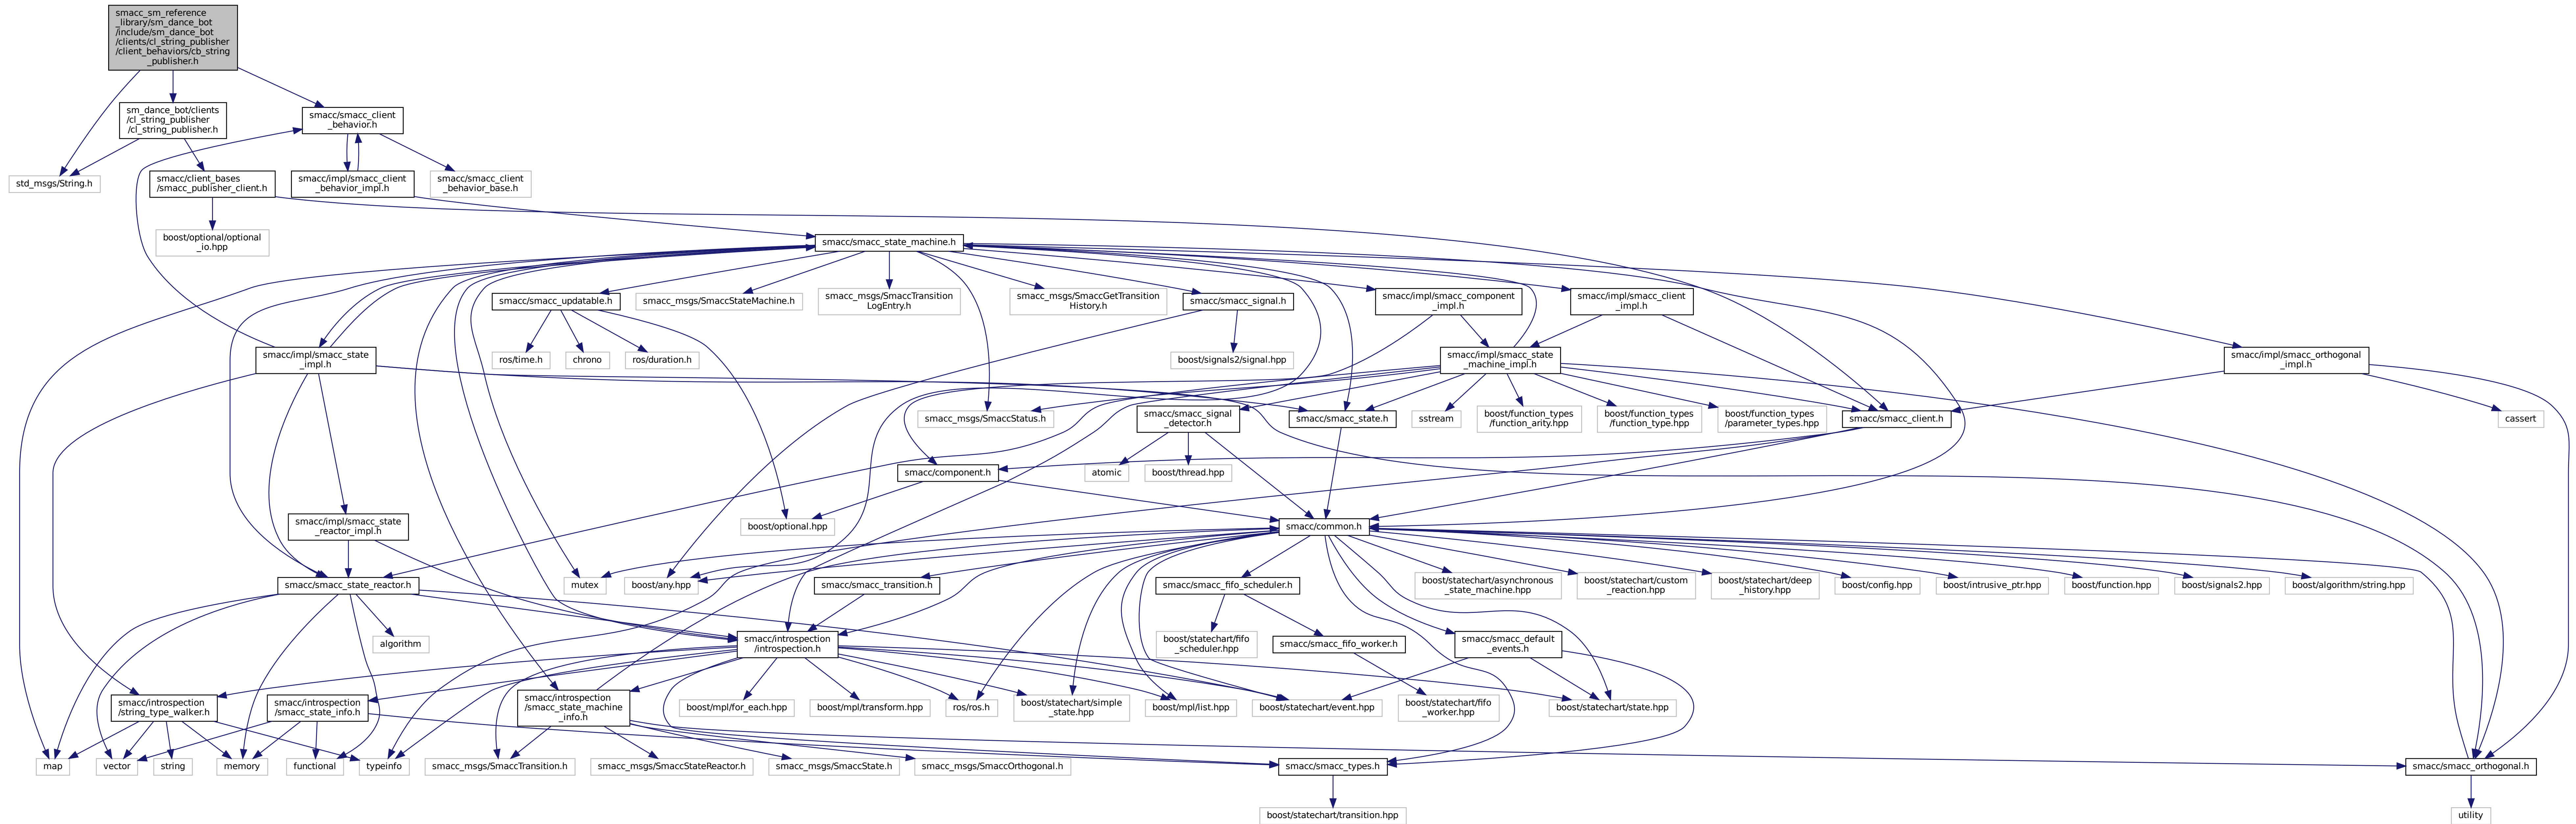 smacc_sm_reference
_library/sm_dance_bot
/include/sm_dance_bot
/clients/cl_string_publisher
/client_behaviors/cb_string
_publisher.h
sm_dance_bot/clients
/cl_string_publisher
/cl_string_publisher.h
smacc/smacc_client
_behavior.h
std_msgs/String.h
smacc/client_bases
/smacc_publisher_client.h
smacc/impl/smacc_client
_behavior_impl.h
smacc/smacc_client
_behavior_base.h
boost/optional/optional
_io.hpp
smacc/smacc_state_machine.h
smacc/smacc_updatable.h
smacc_msgs/SmaccStateMachine.h
smacc_msgs/SmaccTransition
LogEntry.h
smacc_msgs/SmaccGetTransition
History.h
smacc/smacc_signal.h
smacc/impl/smacc_component
_impl.h
smacc/impl/smacc_client
_impl.h
smacc/impl/smacc_state
_impl.h
ros/time.h
chrono
ros/duration.h
boost/signals2/signal.hpp
smacc/impl/smacc_state
_machine_impl.h
smacc/impl/smacc_orthogonal
_impl.h
smacc_msgs/SmaccStatus.h
smacc/smacc_signal
_detector.h
smacc/smacc_state.h
sstream
boost/function_types
/function_arity.hpp
boost/function_types
/function_type.hpp
boost/function_types
/parameter_types.hpp
smacc/smacc_client.h
cassert
smacc/component.h
atomic
boost/thread.hpp
smacc/impl/smacc_state
_reactor_impl.h
boost/optional.hpp
smacc/common.h
smacc/smacc_state_reactor.h
mutex
boost/any.hpp
smacc/smacc_transition.h
smacc/smacc_fifo_scheduler.h
boost/statechart/asynchronous
_state_machine.hpp
boost/statechart/custom
_reaction.hpp
boost/statechart/deep
_history.hpp
boost/config.hpp
boost/intrusive_ptr.hpp
boost/function.hpp
boost/signals2.hpp
boost/algorithm/string.hpp
algorithm
smacc/introspection
/introspection.h
boost/statechart/fifo
_scheduler.hpp
smacc/smacc_fifo_worker.h
smacc/smacc_default
_events.h
smacc/introspection
/string_type_walker.h
smacc/introspection
/smacc_state_info.h
smacc/introspection
/smacc_state_machine
_info.h
boost/mpl/for_each.hpp
boost/mpl/transform.hpp
ros/ros.h
boost/statechart/simple
_state.hpp
boost/mpl/list.hpp
boost/statechart/event.hpp
boost/statechart/fifo
_worker.hpp
boost/statechart/state.hpp
map
vector
string
memory
functional
typeinfo
smacc_msgs/SmaccTransition.h
smacc_msgs/SmaccStateReactor.h
smacc_msgs/SmaccState.h
smacc_msgs/SmaccOrthogonal.h
smacc/smacc_types.h
smacc/smacc_orthogonal.h
boost/statechart/transition.hpp
utility